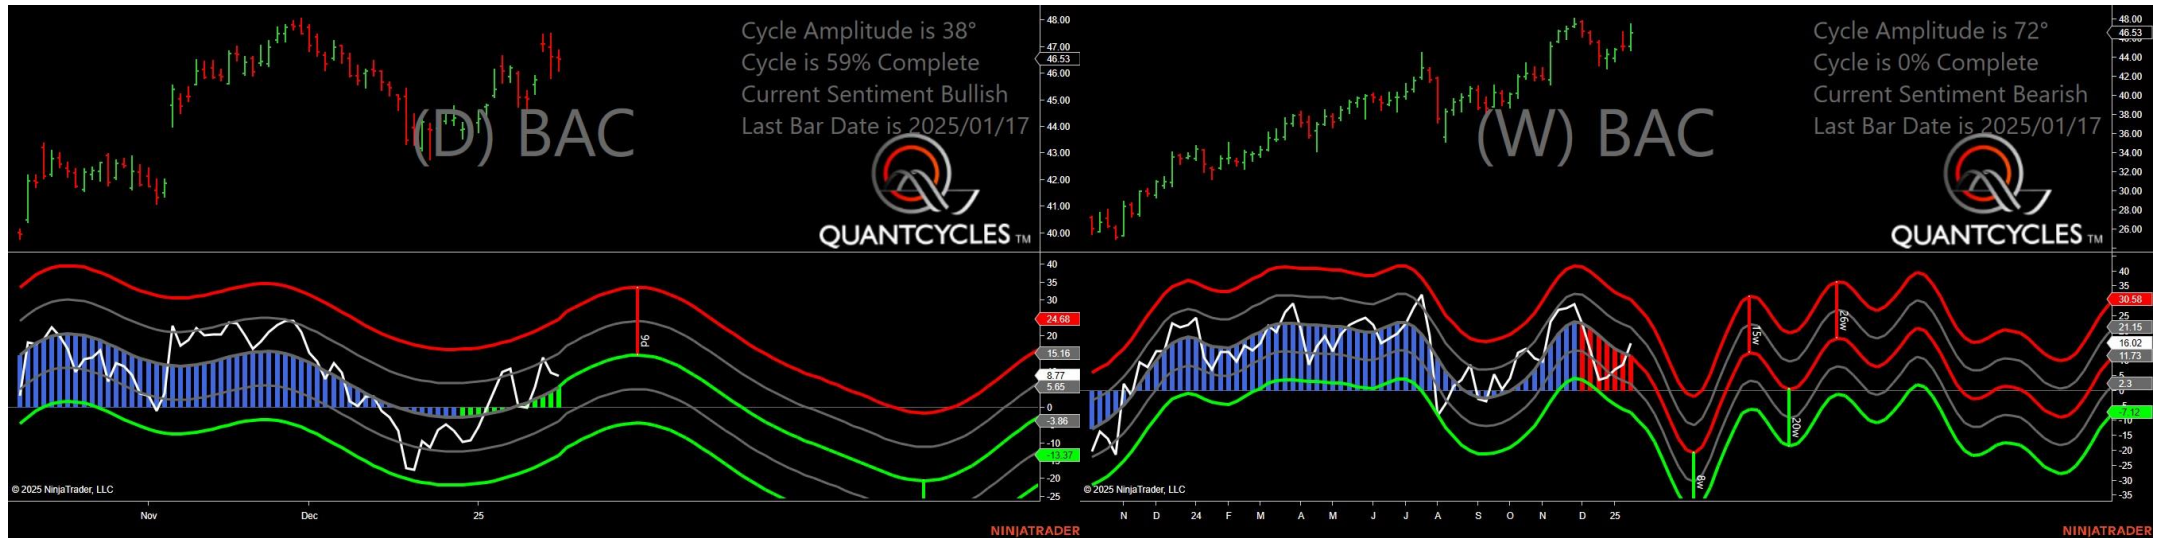 Cycle Amplitude is 38°
Cycle is 59% Complete
Current Sentiment Bullish
Last Bar Date is 2025/01/17
(D) BAC
QUANTCYCLES TM
48.00
47.00
46.53
46.00
45.00
44.00
43.00
42.00
41.00
40.00
40
35
30
24.68
20
15.16
8.77
5.65
0
-3.86
-10
-13.37
-20
-25
9d
© 2025 NinjaTrader, LLC
Nov
Dec
25
NINJATRADER
Cycle Amplitude is 72°
Cycle is 0% Complete
Current Sentiment Bearish
Last Bar Date is 2025/01/17
(W) BAC
QUANTCYCLES TM
48.00
46.53
44.00
42.00
40.00
38.00
36.00
34.00
32.00
30.00
28.00
26.00
40
35
30.58
25
21.15
16.02
11.73
5
2.3
0
-5
-7.12
-10
-15
-20
-25
-30
-35
15w
26w
20w
8w
© 2025 NinjaTrader, LLC
N
D
24
F
M
A
M
J
J
A
S
O
N
D
25
NINJATRADER